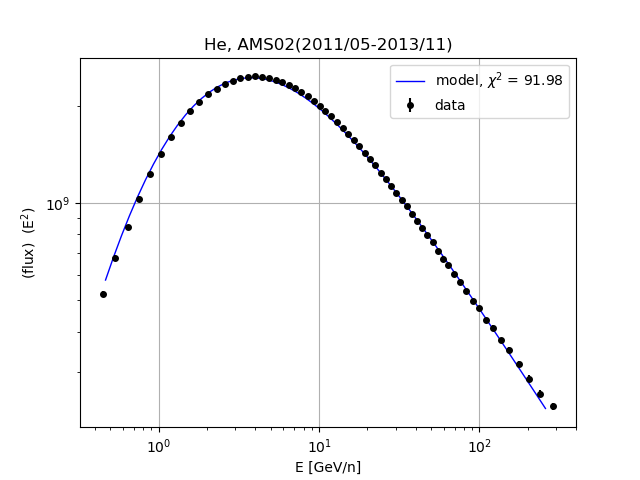 He, AMS02(2011/05-2013/11)
model, χ² = 91.98
data
10⁹
(flux) (E²)
10⁰ 10¹ 10²
E [GeV/n]